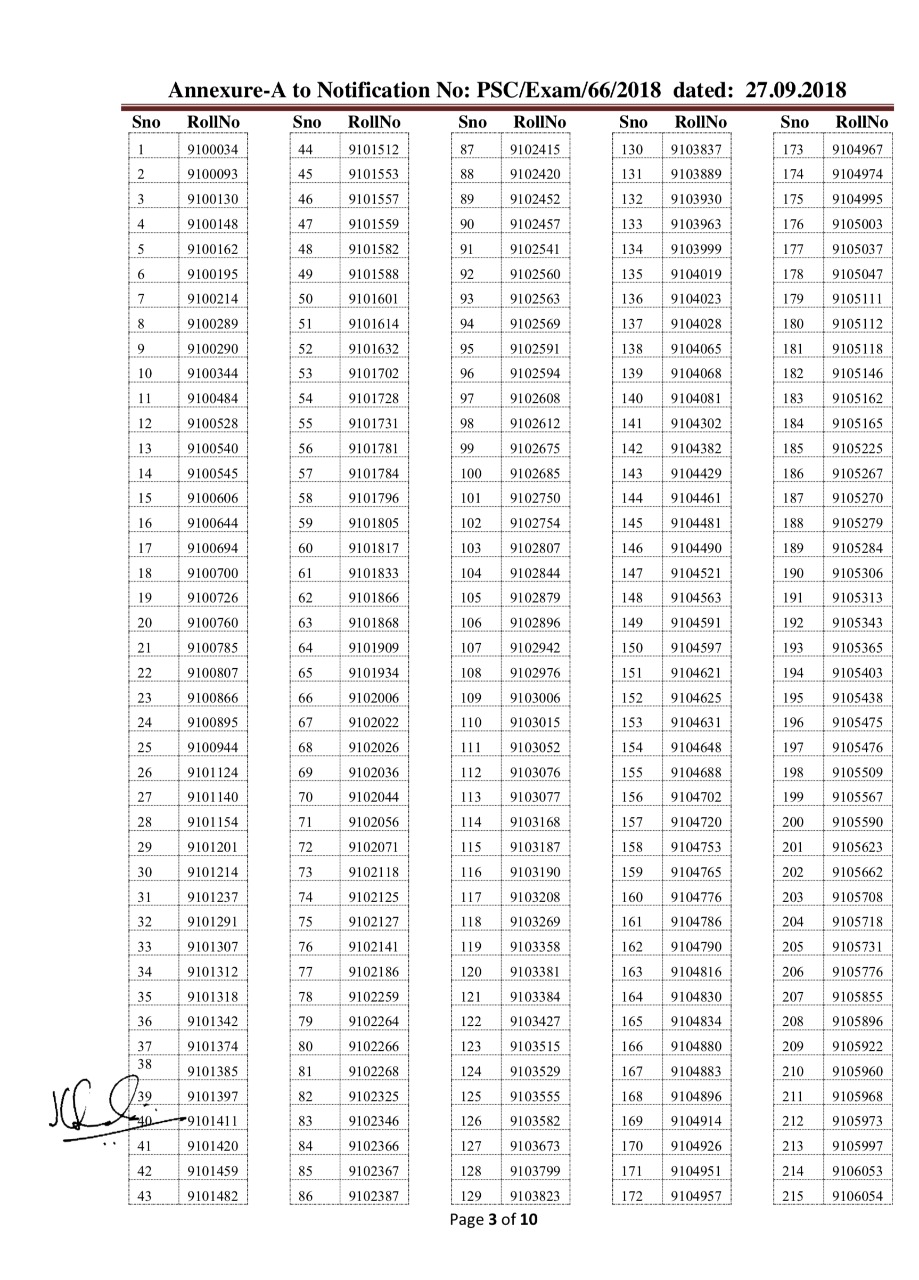 Annexure-A to Notification No: PSC/Exam/66/2018 dated: 27.09.2018
Sno RollNo Sno RollNo Sno RollNo Sno RollNo Sno RollNo
1 9100034 44 9101512 87 9102415 130 9103837 173 9104967
2 9100093 45 9101553 88 9102420 131 9103889 174 9104974
3 9100130 46 9101557 89 9102452 132 9103930 175 9104995
4 9100148 47 9101559 90 9102457 133 9103963 176 9105003
5 9100162 48 9101582 91 9102541 134 9103999 177 9105037
6 9100195 49 9101588 92 9102560 135 9104019 178 9105047
7 9100214 50 9101601 93 9102563 136 9104023 179 9105111
8 9100289 51 9101614 94 9102569 137 9104028 180 9105112
9 9100290 52 9101632 95 9102591 138 9104065 181 9105118
10 9100344 53 9101702 96 9102594 139 9104068 182 9105146
11 9100484 54 9101728 97 9102608 140 9104081 183 9105162
12 9100528 55 9101731 98 9102612 141 9104302 184 9105165
13 9100540 56 9101781 99 9102675 142 9104382 185 9105225
14 9100545 57 9101784 100 9102685 143 9104429 186 9105267
15 9100606 58 9101796 101 9102750 144 9104461 187 9105270
16 9100644 59 9101805 102 9102754 145 9104481 188 9105279
17 9100694 60 9101817 103 9102807 146 9104490 189 9105284
18 9100700 61 9101833 104 9102844 147 9104521 190 9105306
19 9100726 62 9101866 105 9102879 148 9104563 191 9105313
20 9100760 63 9101868 106 9102896 149 9104591 192 9105343
21 9100785 64 9101909 107 9102942 150 9104597 193 9105365
22 9100807 65 9101934 108 9102976 151 9104621 194 9105403
23 9100866 66 9102006 109 9103006 152 9104625 195 9105438
24 9100895 67 9102022 110 9103015 153 9104631 196 9105475
25 9100944 68 9102026 111 9103052 154 9104648 197 9105476
26 9101124 69 9102036 112 9103076 155 9104688 198 9105509
27 9101140 70 9102044 113 9103077 156 9104702 199 9105567
28 9101154 71 9102056 114 9103168 157 9104720 200 9105590
29 9101201 72 9102071 115 9103187 158 9104753 201 9105623
30 9101214 73 9102118 116 9103190 159 9104765 202 9105662
31 9101237 74 9102125 117 9103208 160 9104776 203 9105708
32 9101291 75 9102127 118 9103269 161 9104786 204 9105718
33 9101307 76 9102141 119 9103358 162 9104790 205 9105731
34 9101312 77 9102186 120 9103381 163 9104816 206 9105776
35 9101318 78 9102259 121 9103384 164 9104830 207 9105855
36 9101342 79 9102264 122 9103427 165 9104834 208 9105896
37 9101374 80 9102266 123 9103515 166 9104880 209 9105922
38 9101385 81 9102268 124 9103529 167 9104883 210 9105960
39 9101397 82 9102325 125 9103555 168 9104896 211 9105968
40 9101411 83 9102346 126 9103582 169 9104914 212 9105973
41 9101420 84 9102366 127 9103673 170 9104926 213 9105997
42 9101459 85 9102367 128 9103799 171 9104951 214 9106053
43 9101482 86 9102387 129 9103823 172 9104957 215 9106054
Page 3 of 10